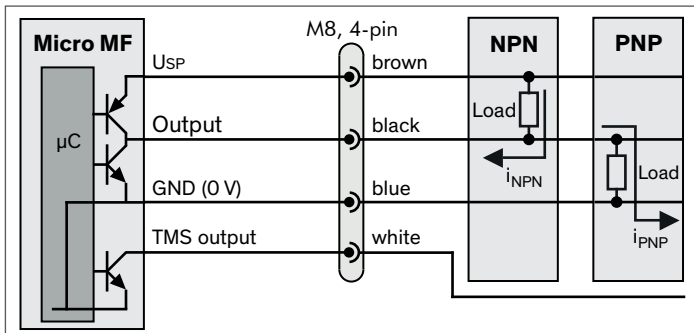 Micro MF
M8, 4-pin
NPN
PNP
USP
brown
µC
Load
Output
black
Load
iNPN
GND (0 V)
blue
iPNP
TMS output
white